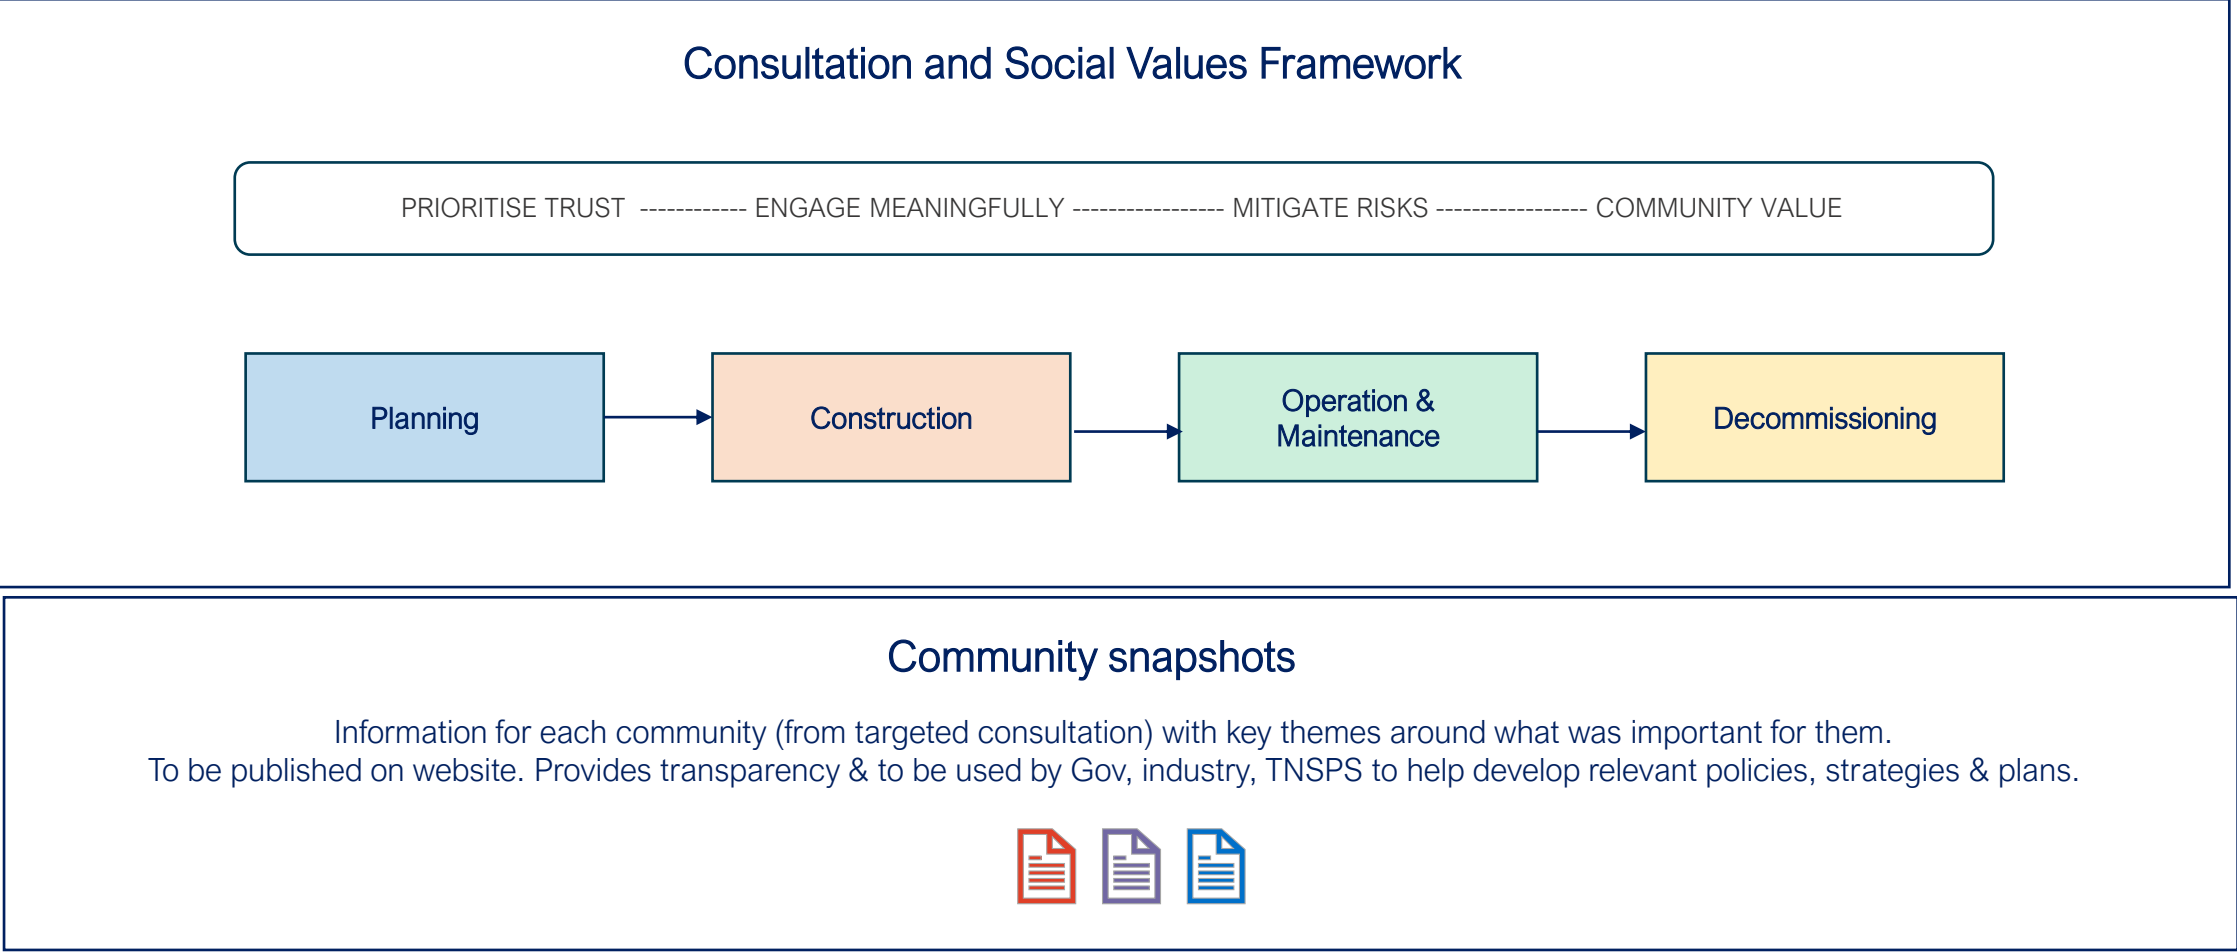 Consultation and Social Values Framework
PRIORITISE TRUST ------------ ENGAGE MEANINGFULLY ----------------- MITIGATE RISKS ----------------- COMMUNITY VALUE
Planning
Construction
Operation &
Maintenance
Decommissioning
Community snapshots
Information for each community (from targeted consultation) with key themes around what was important for them.
To be published on website. Provides transparency & to be used by Gov, industry, TNSPS to help develop relevant policies, strategies & plans.